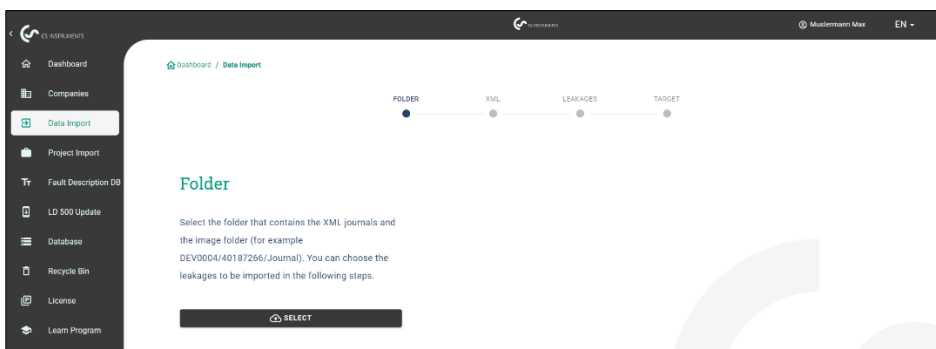 CS INSTRUMENTS
CS INSTRUMENTS
Mustermann Max
EN
Dashboard
Companies
Data Import
Project Import
Fault Description DB
LD 500 Update
Database
Recycle Bin
License
Learn Program
Dashboard / Data Import
FOLDER XML LEAKAGES TARGET
Folder
Select the folder that contains the XML journals and
the image folder (for example
DEV0004/40187266/Journal). You can choose the
leakages to be imported in the following steps.
SELECT